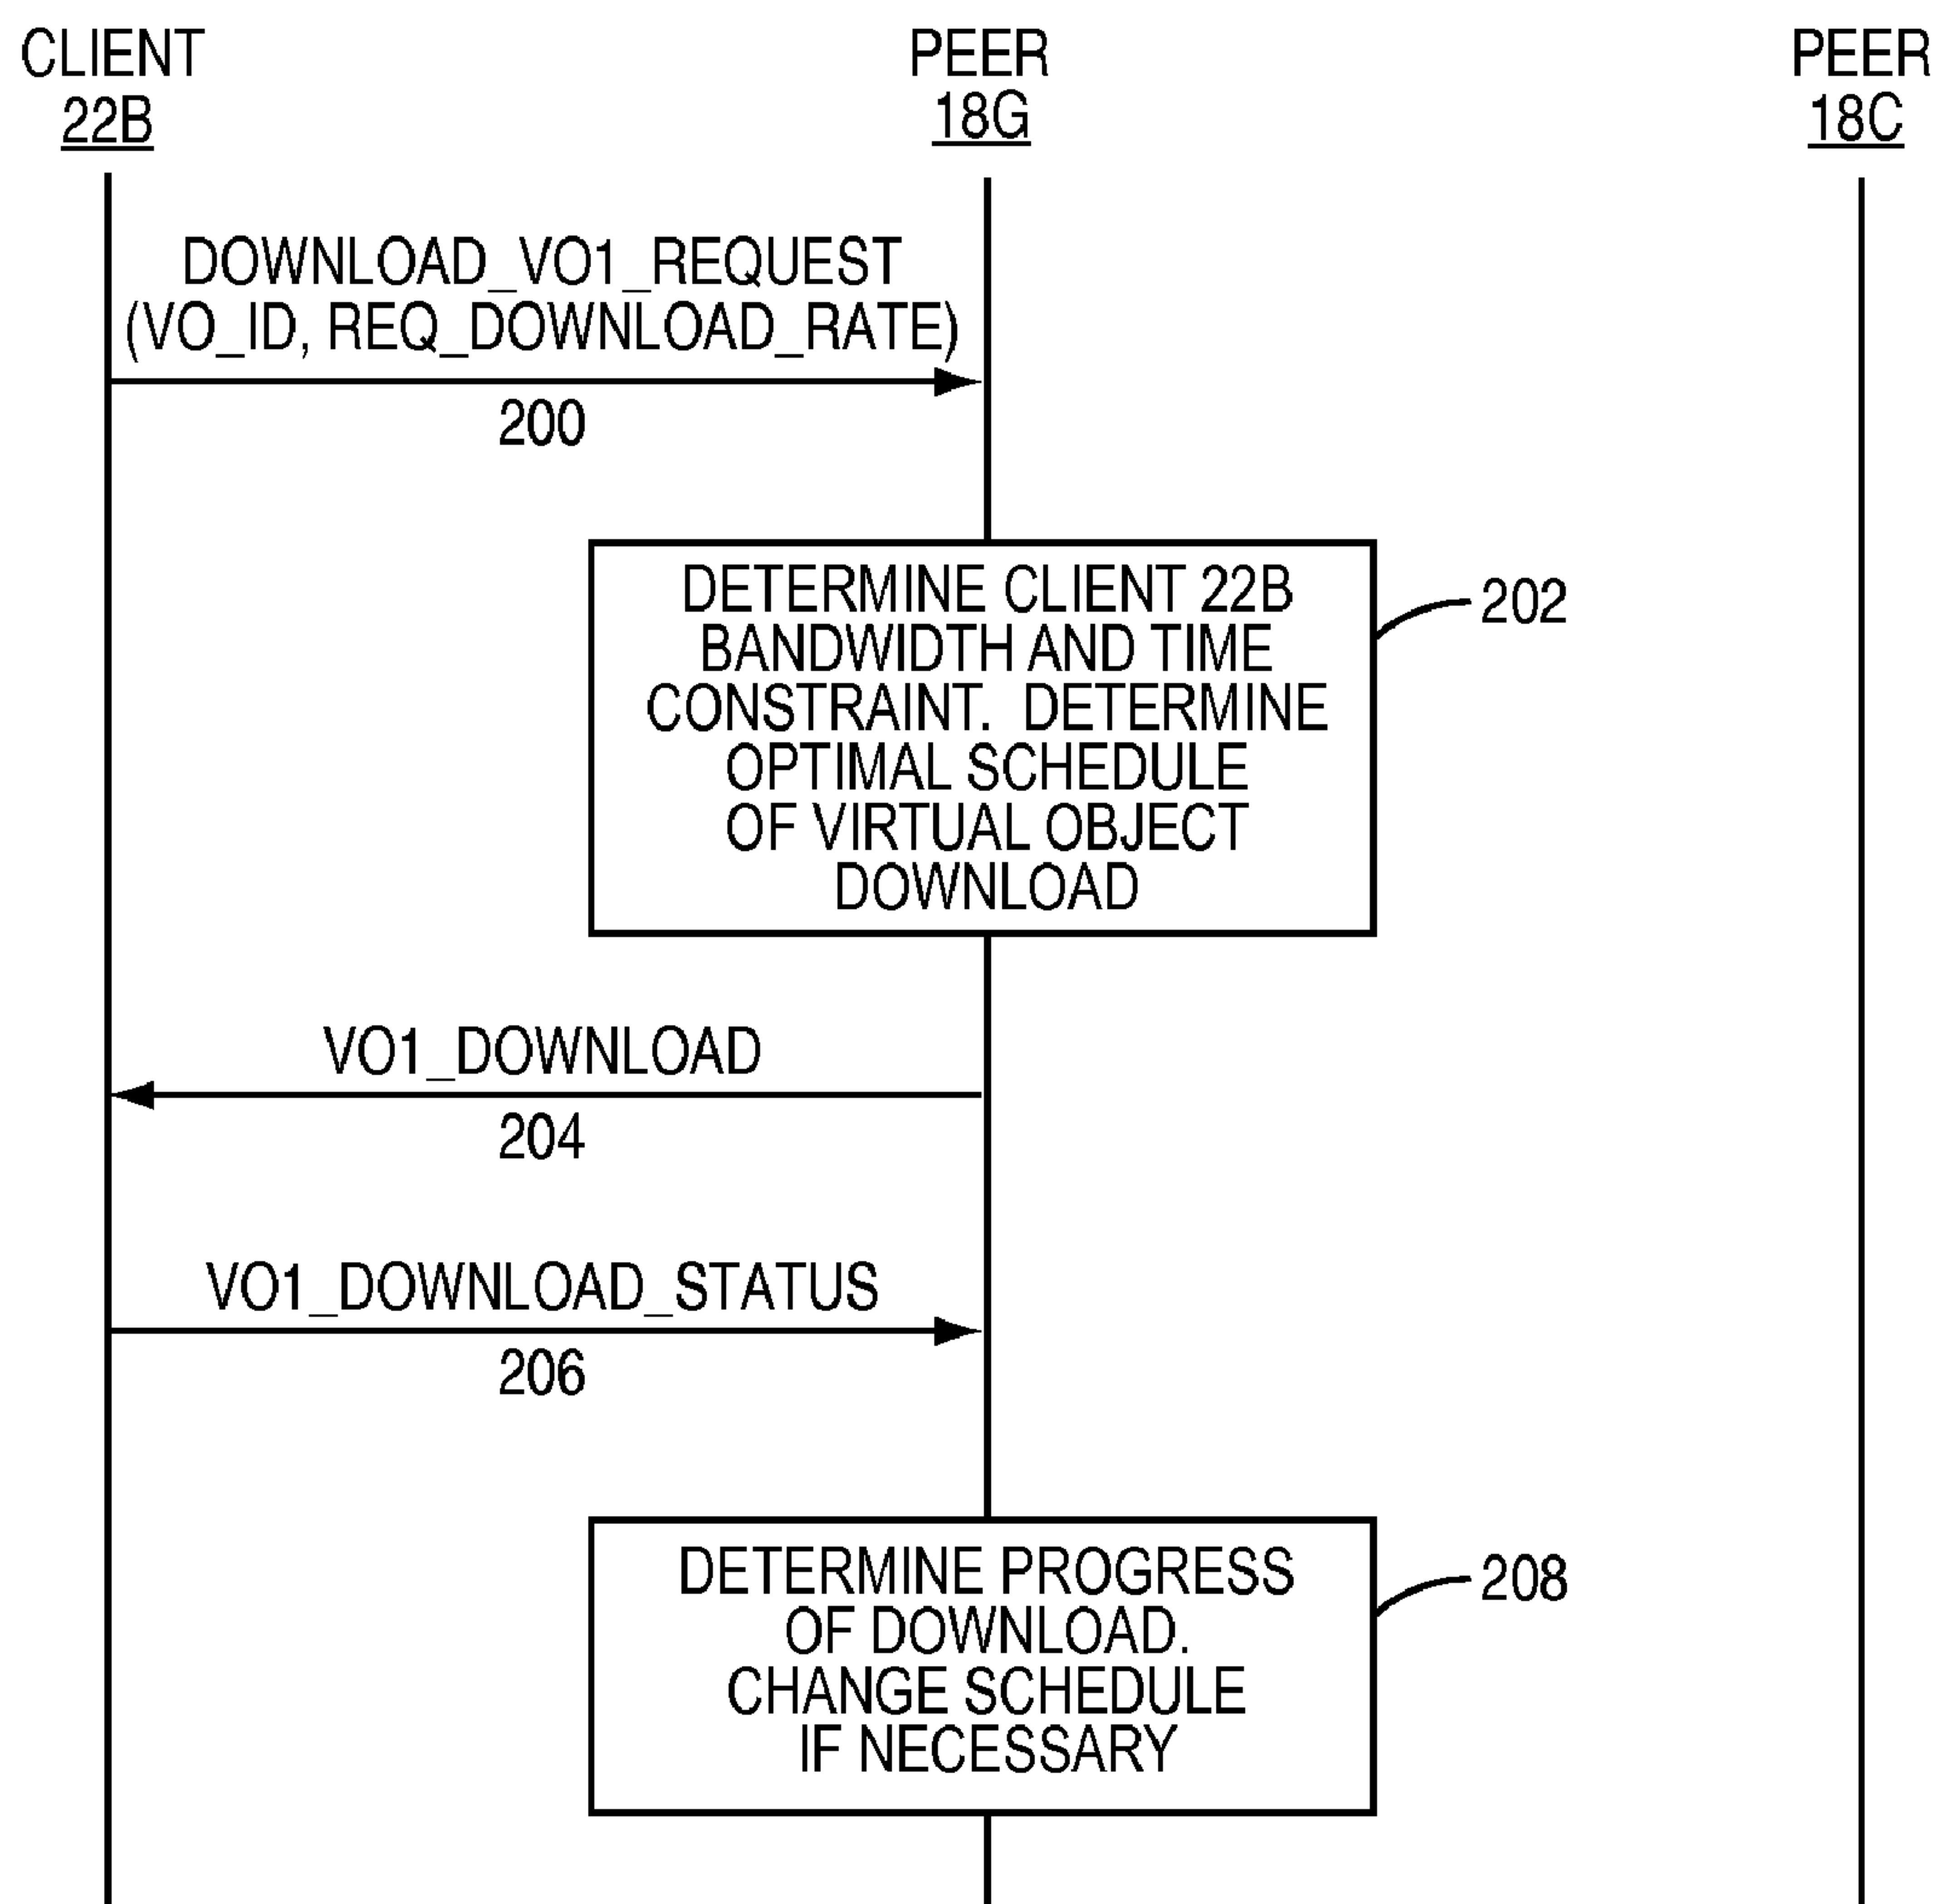 CLIENT
22B
PEER
18G
PEER
18C
DOWNLOAD_VO1_REQUEST
(VO_ID, REQ_DOWNLOAD_RATE)
200
DETERMINE CLIENT 22B
BANDWIDTH AND TIME
CONSTRAINT. DETERMINE
OPTIMAL SCHEDULE
OF VIRTUAL OBJECT
DOWNLOAD
202
VO1_DOWNLOAD
204
VO1_DOWNLOAD_STATUS
206
DETERMINE PROGRESS
OF DOWNLOAD.
CHANGE SCHEDULE
IF NECESSARY
208